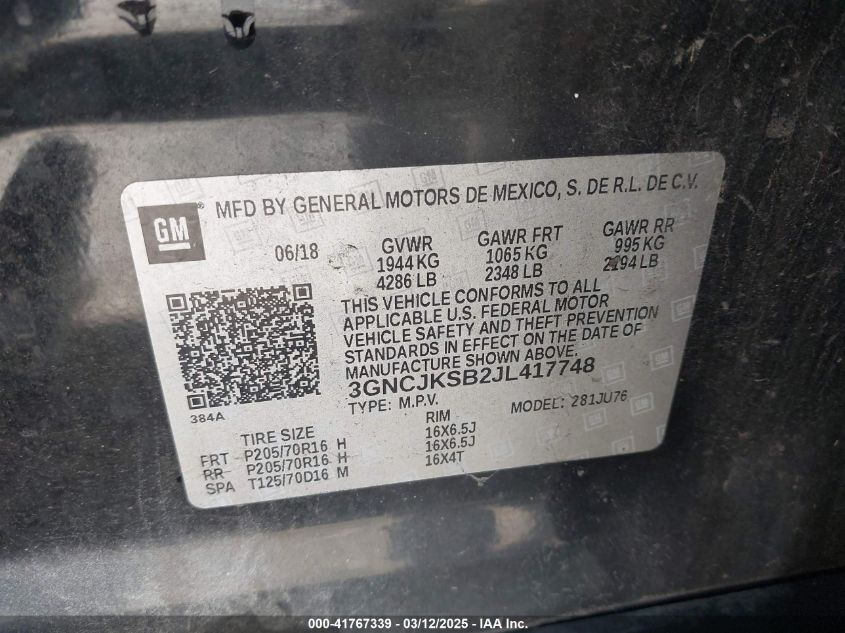 GM
MFD BY GENERAL MOTORS DE MEXICO, S. DE R.L. DE C.V.
06/18 GVWR GAWR FRT GAWR RR
1944 KG 1065 KG 995 KG
4286 LB 2348 LB 2194 LB
THIS VEHICLE CONFORMS TO ALL
APPLICABLE U.S. FEDERAL MOTOR
VEHICLE SAFETY AND THEFT PREVENTION
STANDARDS IN EFFECT ON THE DATE OF
MANUFACTURE SHOWN ABOVE.
3GNCJKSB2JL417748
TYPE: M.P.V. MODEL: 281JU76
384A
TIRE SIZE RIM
FRT P205/70R16 H 16X6.5J
RR P205/70R16 H 16X6.5J
SPA T125/70D16 M 16X4T
000-41767339 - 03/12/2025 - IAA Inc.